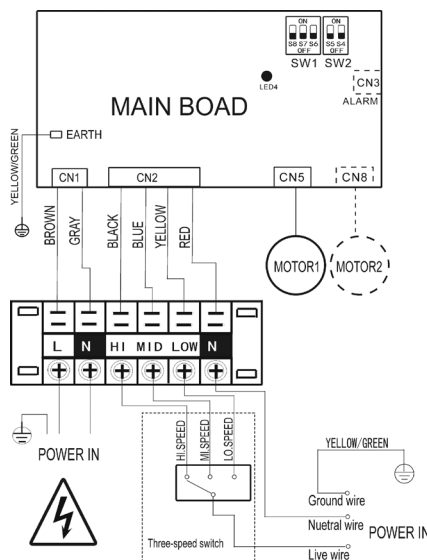 ON
ON
S8 S7 S6
S5 S4
OFF
OFF
SW1 SW2
LED4
CN3
ALARM
MAIN BOAD
EARTH
YELLOW/GREEN
CN1
CN2
CN5
CN8
BROWN
GRAY
BLACK
BLUE
YELLOW
RED
MOTOR1
MOTOR2
L N HI MID LOW N
POWER IN
HI.SPEED
MI.SPEED
LO.SPEED
YELLOW/GREEN
Ground wire
Nuetral wire
POWER IN
Three-speed switch
Live wire